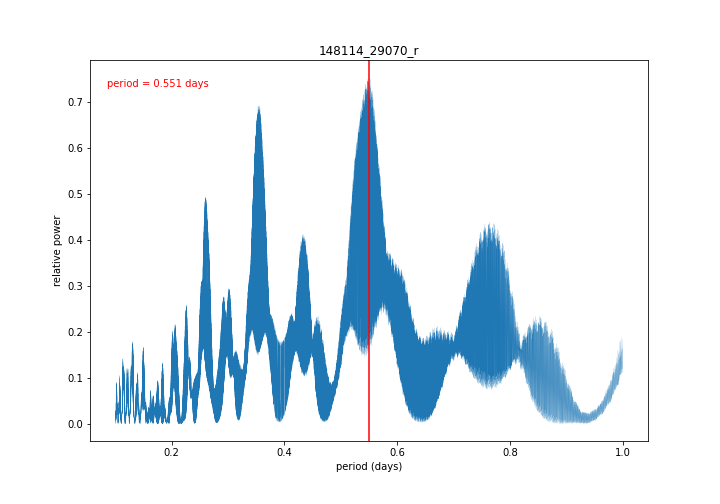 148114_29070_r
period = 0.551 days
relative power
0.7
0.6
0.5
0.4
0.3
0.2
0.1
0.0
0.2 0.4 0.6 0.8 1.0
period (days)